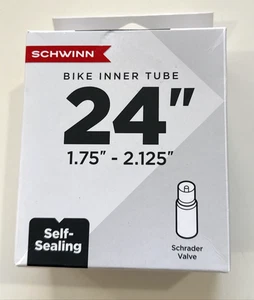 SCHWINN
BIKE INNER TUBE
24"
1.75" - 2.125"
Self-
Sealing
Schrader
Valve